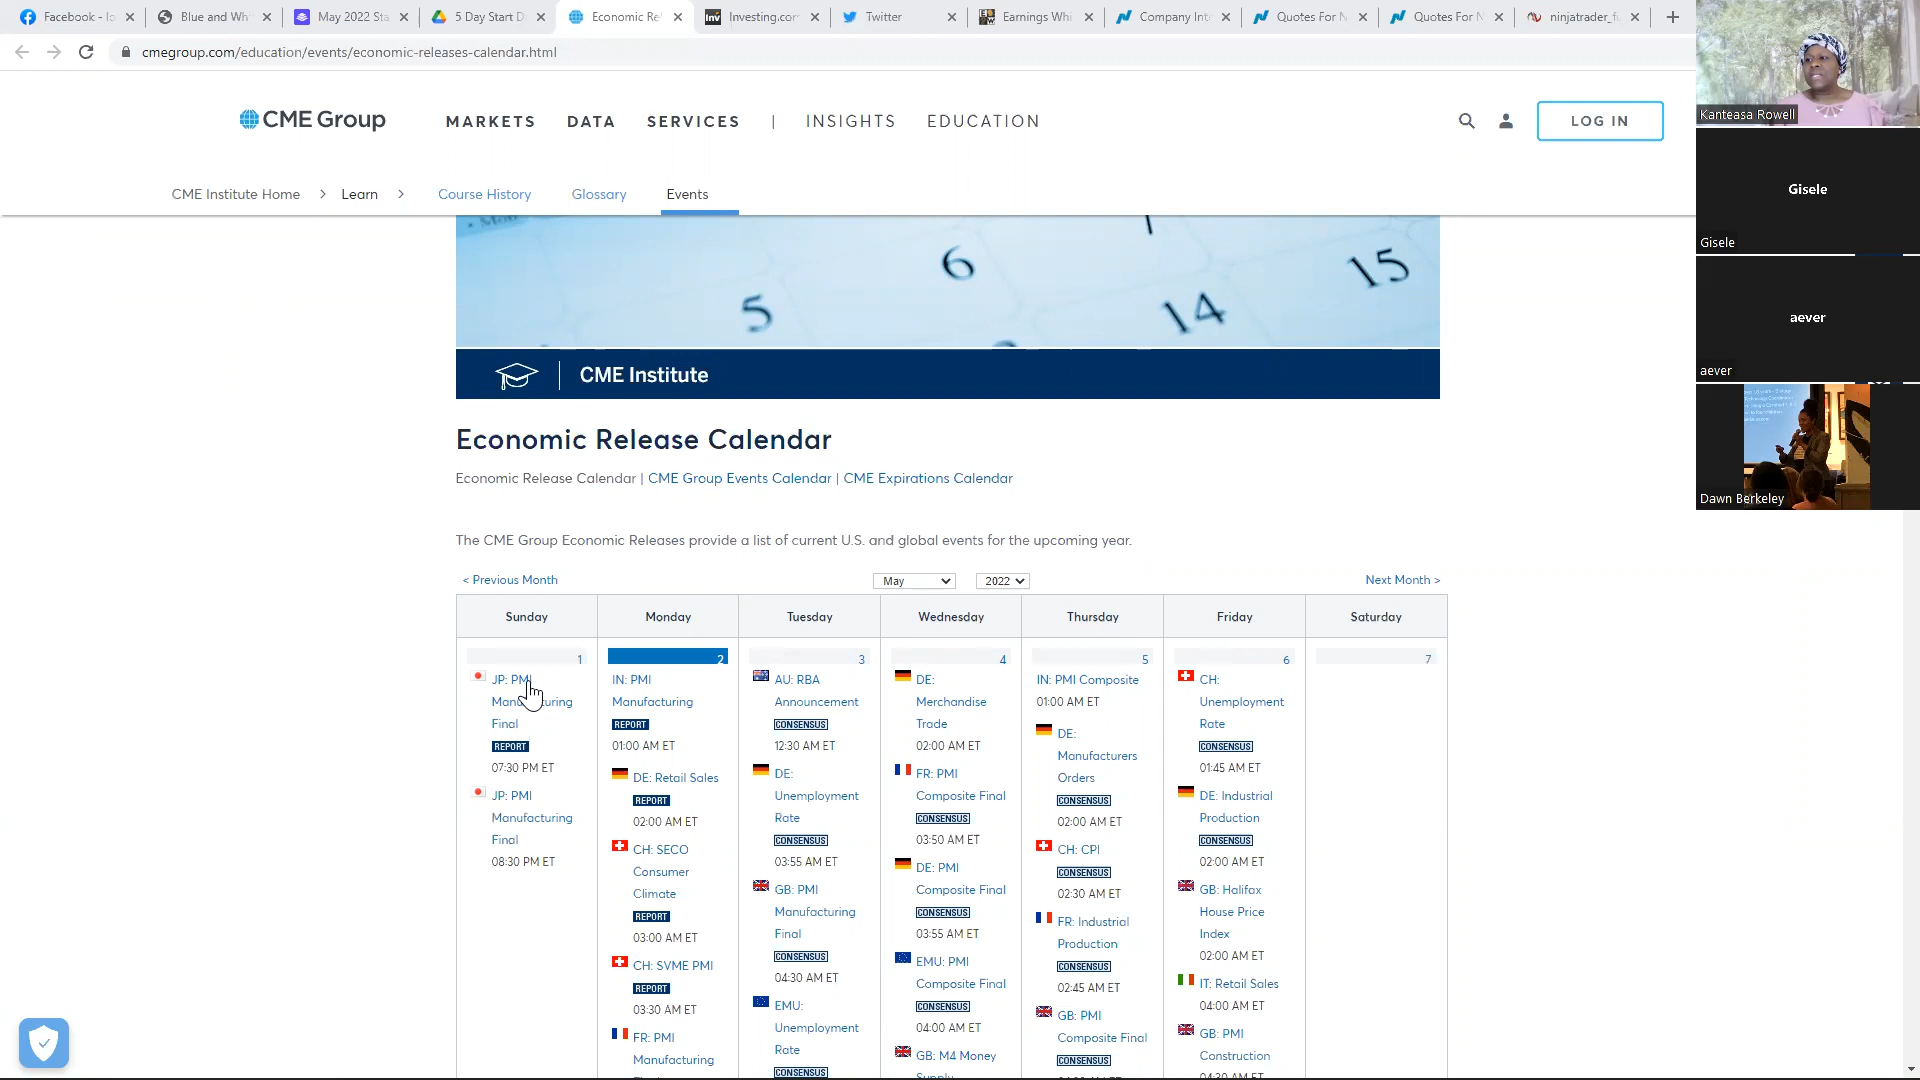 Facebook - Io
Blue and Wh
May 2022 Sta
5 Day Start D
Economic Re
Investing.com
Twitter
Earnings Whi
Company Int
Quotes For N
Quotes For N
ninjatrader_f
cmegroup.com/education/events/economic-releases-calendar.html
CME Group
MARKETS
DATA
SERVICES
|
INSIGHTS
EDUCATION
LOG IN
CME Institute Home > Learn > Course History Glossary Events
5
6
14
15
CME Institute
Economic Release Calendar
Economic Release Calendar | CME Group Events Calendar | CME Expirations Calendar
The CME Group Economic Releases provide a list of current U.S. and global events for the upcoming year.
< Previous Month
May
2022
Next Month >
Sunday
Monday
Tuesday
Wednesday
Thursday
Friday
Saturday
1
JP: PMI
Manufacturing
Final
REPORT
07:30 PM ET
JP: PMI
Manufacturing
Final
08:30 PM ET
2
IN: PMI
Manufacturing
REPORT
01:00 AM ET
DE: Retail Sales
REPORT
02:00 AM ET
CH: SECO
Consumer
Climate
REPORT
03:00 AM ET
CH: SVME PMI
REPORT
03:30 AM ET
FR: PMI
Manufacturing
3
AU: RBA
Announcement
CONSENSUS
12:30 AM ET
DE:
Unemployment
Rate
CONSENSUS
03:55 AM ET
GB: PMI
Manufacturing
Final
CONSENSUS
04:30 AM ET
EMU:
Unemployment
Rate
CONSENSUS
4
DE:
Merchandise
Trade
02:00 AM ET
FR: PMI
Composite Final
CONSENSUS
03:50 AM ET
DE: PMI
Composite Final
CONSENSUS
03:55 AM ET
EMU: PMI
Composite Final
CONSENSUS
04:00 AM ET
GB: M4 Money
Supply
5
IN: PMI Composite
01:00 AM ET
DE:
Manufacturers
Orders
CONSENSUS
02:00 AM ET
CH: CPI
CONSENSUS
02:30 AM ET
FR: Industrial
Production
CONSENSUS
02:45 AM ET
GB: PMI
Composite Final
CONSENSUS
6
CH:
Unemployment
Rate
CONSENSUS
01:45 AM ET
DE: Industrial
Production
CONSENSUS
02:00 AM ET
GB: Halifax
House Price
Index
02:00 AM ET
IT: Retail Sales
04:00 AM ET
GB: PMI
Construction
04:30 AM ET
7
Kanteasa Rowell
Gisele
Gisele
aever
aever
Dawn Berkeley